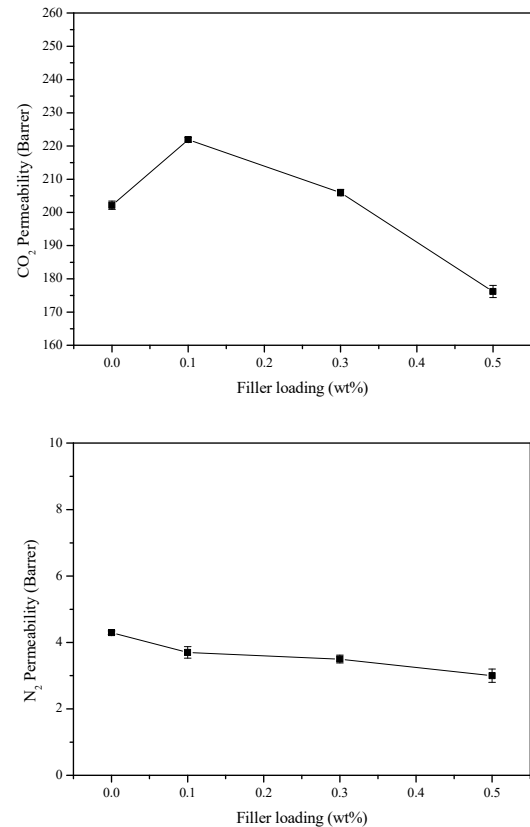 260
250
240
230
220
210
200
190
180
170
160
CO₂ Permeability (Barrer)
0.0 0.1 0.2 0.3 0.4 0.5
Filler loading (wt%)
10
8
6
4
2
0
N₂ Permeability (Barrer)
0.0 0.1 0.2 0.3 0.4 0.5
Filler loading (wt%)